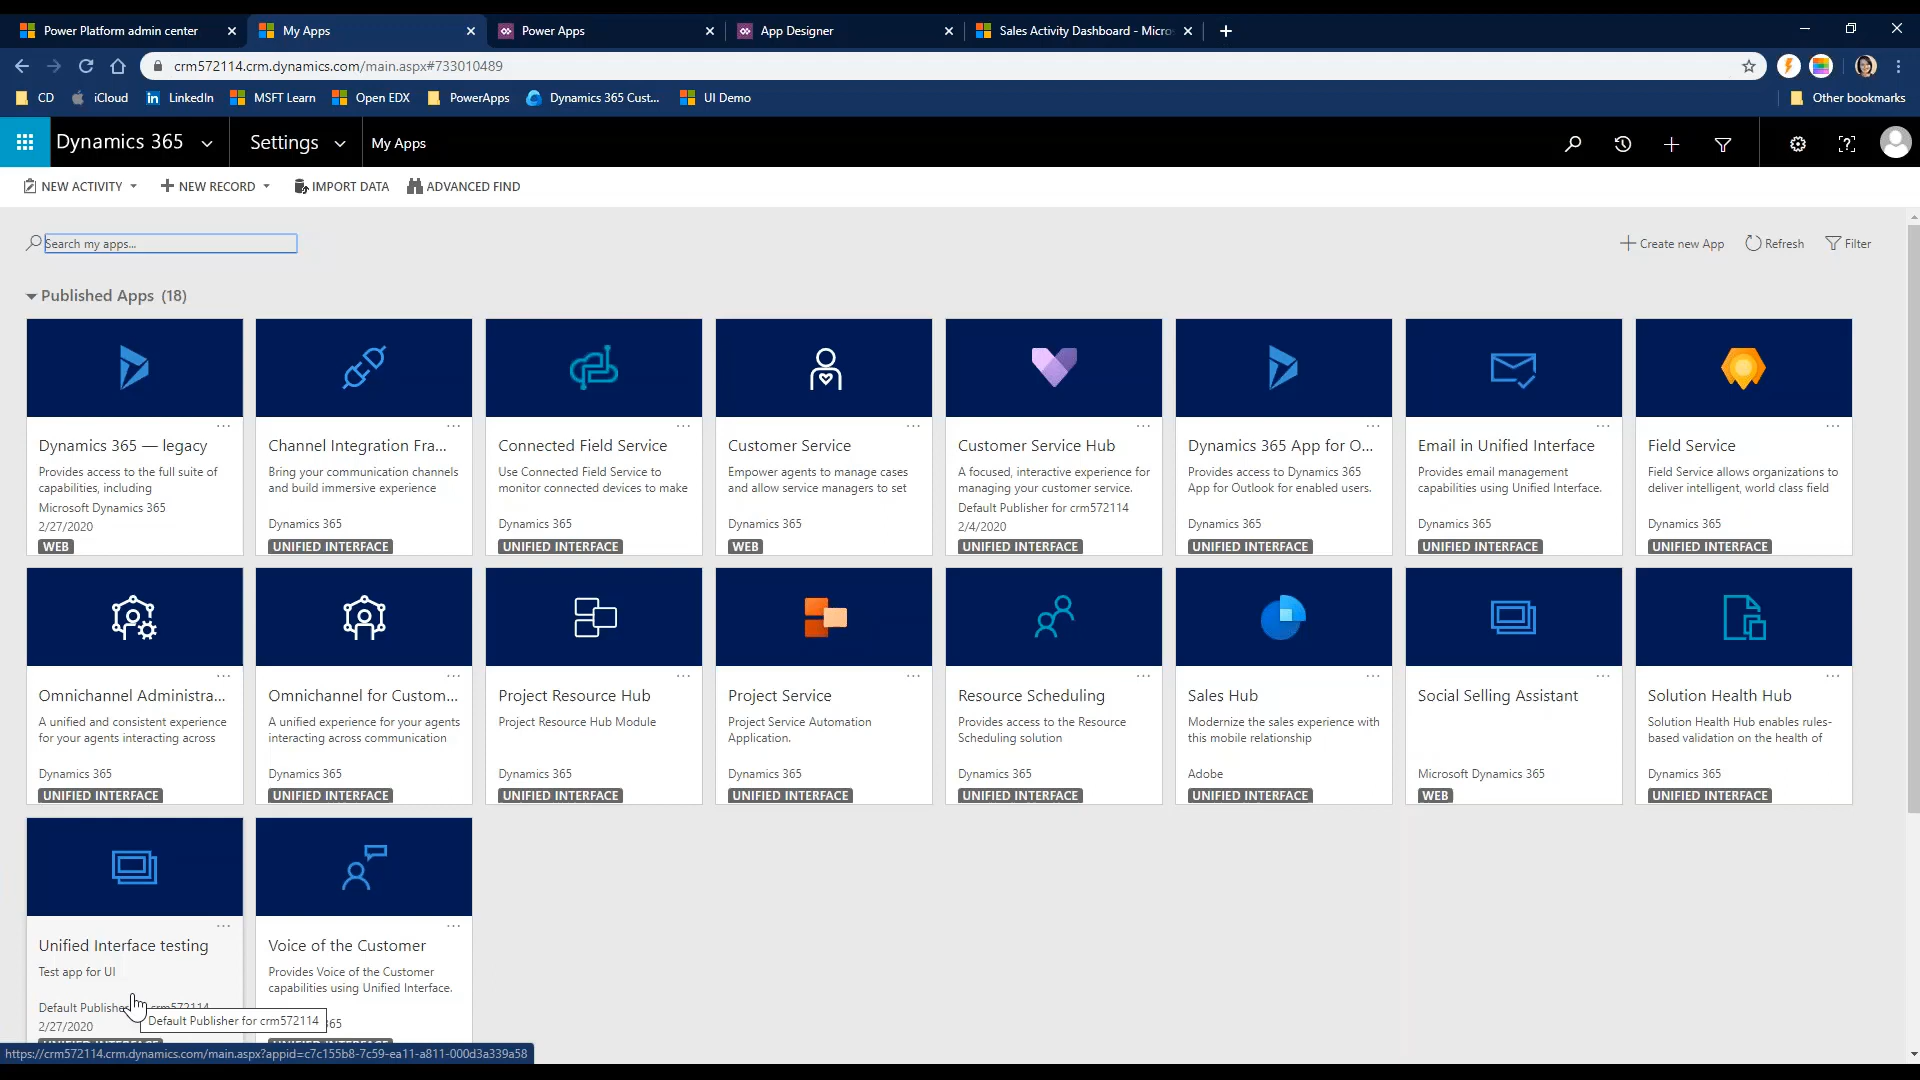 Power Platform admin center
My Apps
Power Apps
App Designer
Sales Activity Dashboard - Micro
crm572114.crm.dynamics.com/main.aspx#733010489
CD
iCloud
LinkedIn
MSFT Learn
Open EDX
PowerApps
Dynamics 365 Cust...
UI Demo
Other bookmarks
Dynamics 365
Settings
My Apps
NEW ACTIVITY
NEW RECORD
IMPORT DATA
ADVANCED FIND
Search my apps...
Create new App
Refresh
Filter
Published Apps (18)
Dynamics 365 — legacy
Provides access to the full suite of
capabilities, including
Microsoft Dynamics 365
2/27/2020
WEB
Channel Integration Fra...
Bring your communication channels
and build immersive experience
Dynamics 365
UNIFIED INTERFACE
Connected Field Service
Use Connected Field Service to
monitor connected devices to make
Dynamics 365
UNIFIED INTERFACE
Customer Service
Empower agents to manage cases
and allow service managers to set
Dynamics 365
WEB
Customer Service Hub
A focused, interactive experience for
managing your customer service.
Default Publisher for crm572114
2/4/2020
UNIFIED INTERFACE
Dynamics 365 App for O...
Provides access to Dynamics 365
App for Outlook for enabled users.
Dynamics 365
UNIFIED INTERFACE
Email in Unified Interface
Provides email management
capabilities using Unified Interface.
Dynamics 365
UNIFIED INTERFACE
Field Service
Field Service allows organizations to
deliver intelligent, world class field
Dynamics 365
UNIFIED INTERFACE
Omnichannel Administra...
A unified and consistent experience
for your agents interacting across
Dynamics 365
UNIFIED INTERFACE
Omnichannel for Custom...
A unified experience for your agents
interacting across communication
Dynamics 365
UNIFIED INTERFACE
Project Resource Hub
Project Resource Hub Module
Dynamics 365
UNIFIED INTERFACE
Project Service
Project Service Automation
Application.
Dynamics 365
UNIFIED INTERFACE
Resource Scheduling
Provides access to the Resource
Scheduling solution
Dynamics 365
UNIFIED INTERFACE
Sales Hub
Modernize the sales experience with
this mobile relationship
Adobe
UNIFIED INTERFACE
Social Selling Assistant
Microsoft Dynamics 365
WEB
Solution Health Hub
Solution Health Hub enables rules-
based validation on the health of
Dynamics 365
UNIFIED INTERFACE
Unified Interface testing
Test app for UI
Default Publisher crm572114
2/27/2020
Voice of the Customer
Provides Voice of the Customer
capabilities using Unified Interface.
365
Default Publisher for crm572114
https://crm572114.crm.dynamics.com/main.aspx?appid=c7c155b8-7c59-ea11-a811-000d3a339a58